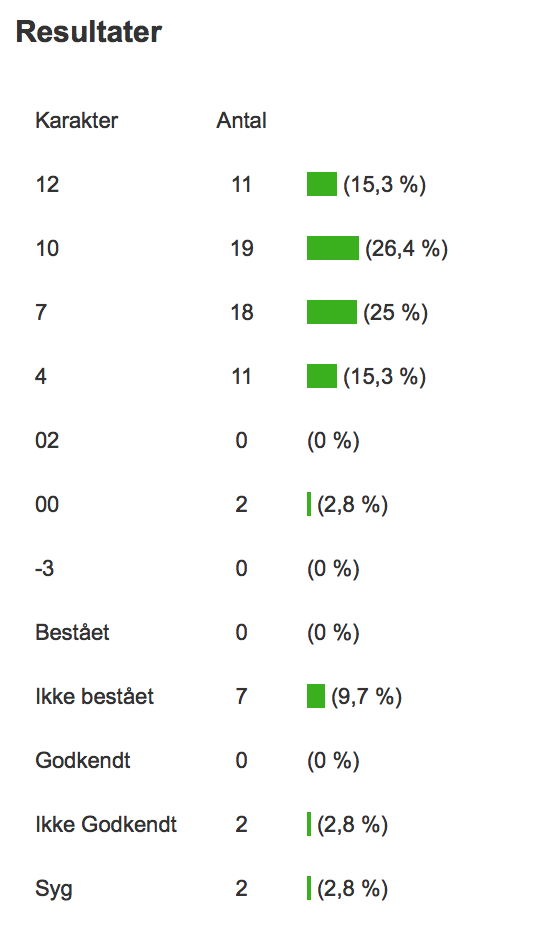 Resultater
Karakter Antal
12 11 (15,3 %)
10 19 (26,4 %)
7 18 (25 %)
4 11 (15,3 %)
02 0 (0 %)
00 2 (2,8 %)
-3 0 (0 %)
Bestået 0 (0 %)
Ikke bestået 7 (9,7 %)
Godkendt 0 (0 %)
Ikke Godkendt 2 (2,8 %)
Syg 2 (2,8 %)